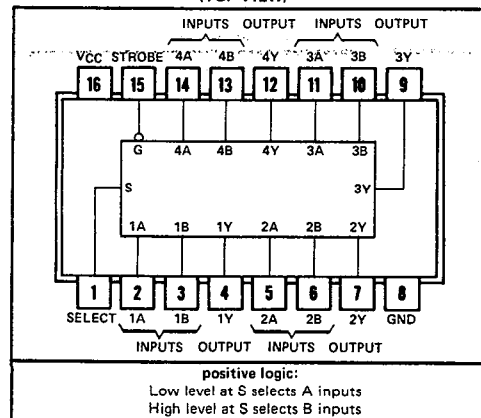 INPUTS OUTPUT INPUTS OUTPUT
VCC STROBE 4A 4B 4Y 3A 3B 3Y
16 15 14 13 12 11 10 9
G 4A 4B 4Y 3A 3B
S 3Y
1A 1B 1Y 2A 2B 2Y
1 2 3 4 5 6 7 8
SELECT 1A 1B 1Y 2A 2B 2Y GND
INPUTS OUTPUT INPUTS OUTPUT
positive logic:
Low level at S selects A inputs
High level at S selects B inputs